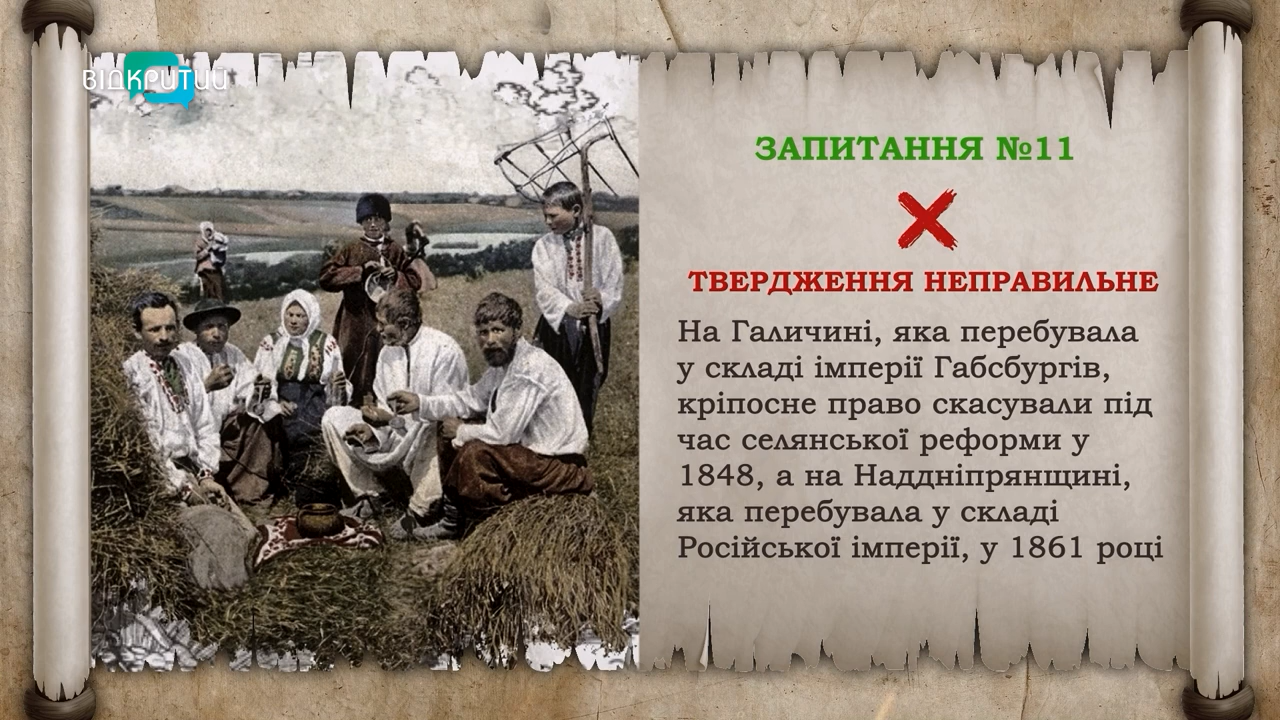 ВІДКРИТИЙ
ЗАПИТАННЯ №11
ТВЕРДЖЕННЯ НЕПРАВИЛЬНЕ
На Галичині, яка перебувала
у складі імперії Габсбургів,
кріпосне право скасували під
час селянської реформи у
1848, а на Наддніпрянщині,
яка перебувала у складі
Російської імперії, у 1861 році